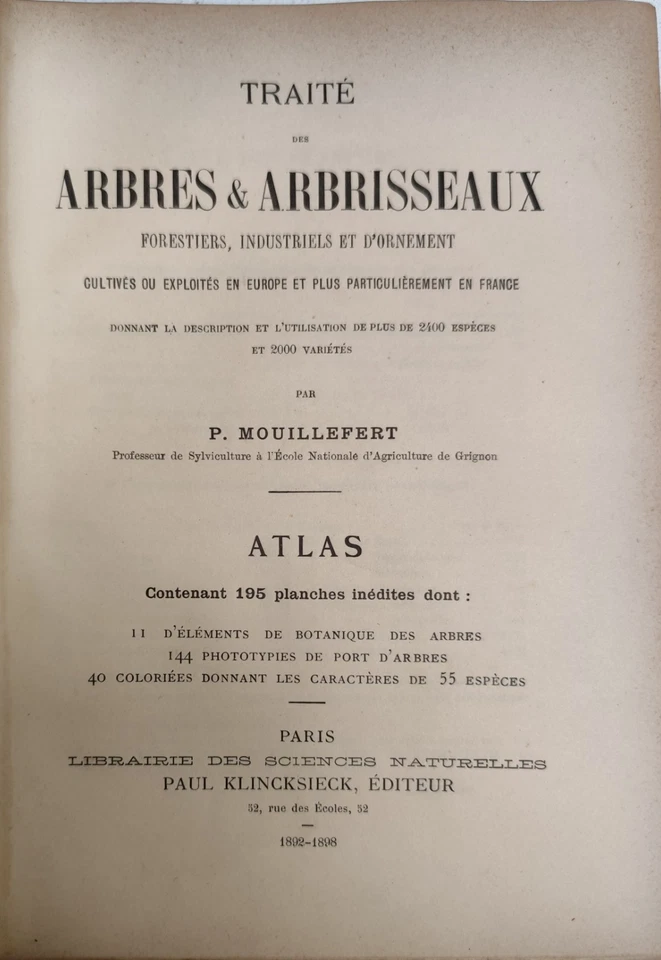 TRAITÉ
DES
ARBRES & ARBRISSEAUX
FORESTIERS, INDUSTRIELS ET D'ORNEMENT
CULTIVÉS OU EXPLOITÉS EN EUROPE ET PLUS PARTICULIÈREMENT EN FRANCE
DONNANT LA DESCRIPTION ET L'UTILISATION DE PLUS DE 2400 ESPÈCES
ET 2000 VARIÉTÉS
PAR
P. MOUILLEFERT
Professeur de Sylviculture à l'École Nationale d'Agriculture de Grignon
ATLAS
Contenant 195 planches inédites dont :
11 D'ÉLÉMENTS DE BOTANIQUE DES ARBRES
144 PHOTOTYPIES DE PORT D'ARBRES
40 COLORIÉES DONNANT LES CARACTÈRES DE 55 ESPÈCES
PARIS
LIBRAIRIE DES SCIENCES NATURELLES
PAUL KLINCKSIECK, ÉDITEUR
52, rue des Écoles, 52
1892-1898